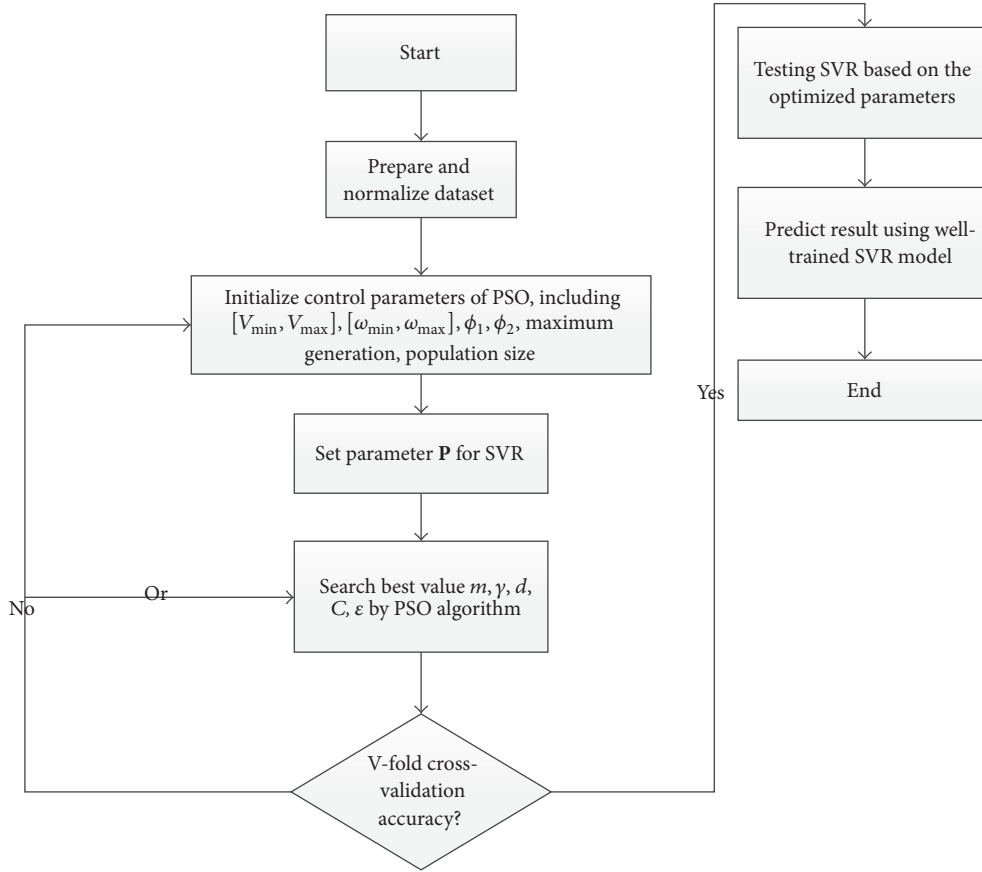 Start
Prepare and
normalize dataset
Initialize control parameters of PSO, including
[V_min, V_max], [ω_min, ω_max], ϕ_1, ϕ_2, maximum
generation, population size
Set parameter P for SVR
Search best value m, γ, d,
C, ε by PSO algorithm
Or
No
V-fold cross-
validation
accuracy?
Yes
Testing SVR based on the
optimized parameters
Predict result using well-
trained SVR model
End